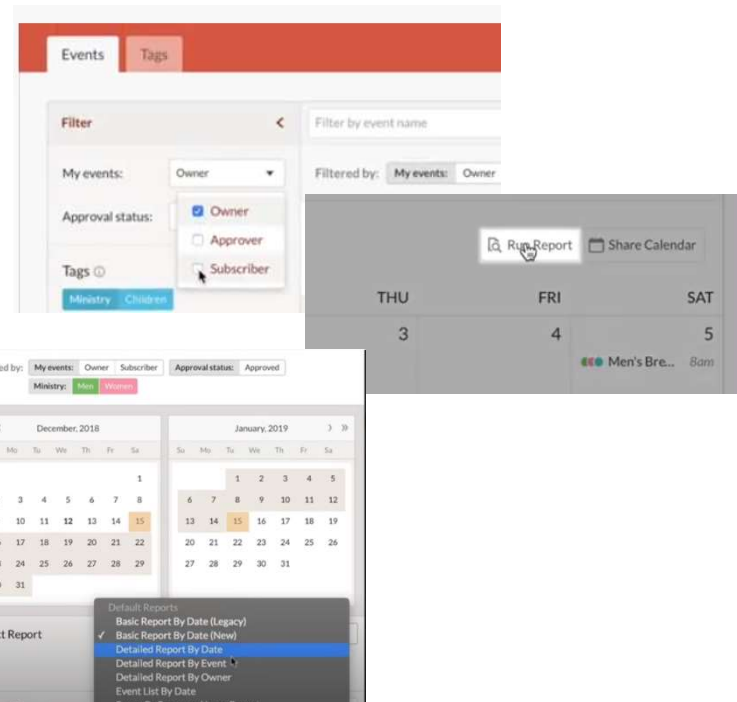 Events Tags
Filter
Filter by event name
My events: Owner
Filtered by: My events: Owner
Owner
Approval status:
Approver
Tags
Subscriber
Ministry Children
Run Report Share Calendar
THU FRI SAT
3 4 5
Men's Bre... 8am
ed by: My events: Owner Subscriber Approval status: Approved
Ministry: Men Women
December, 2018 January, 2019
Mo Tu We Th Fr Sa Su Mo Tu We Th Fr Sa
1 1 2 3 4 5
3 4 5 6 7 8 6 7 8 9 10 11 12
10 11 12 13 14 15 13 14 15 16 17 18 19
17 18 19 20 21 22 20 21 22 23 24 25 26
24 25 26 27 28 29 27 28 29 30 31
31
Default Reports
Basic Report By Date (Legacy)
t Report
Basic Report By Date (New)
Detailed Report By Date
Detailed Report By Event
Detailed Report By Owner
Event List By Date